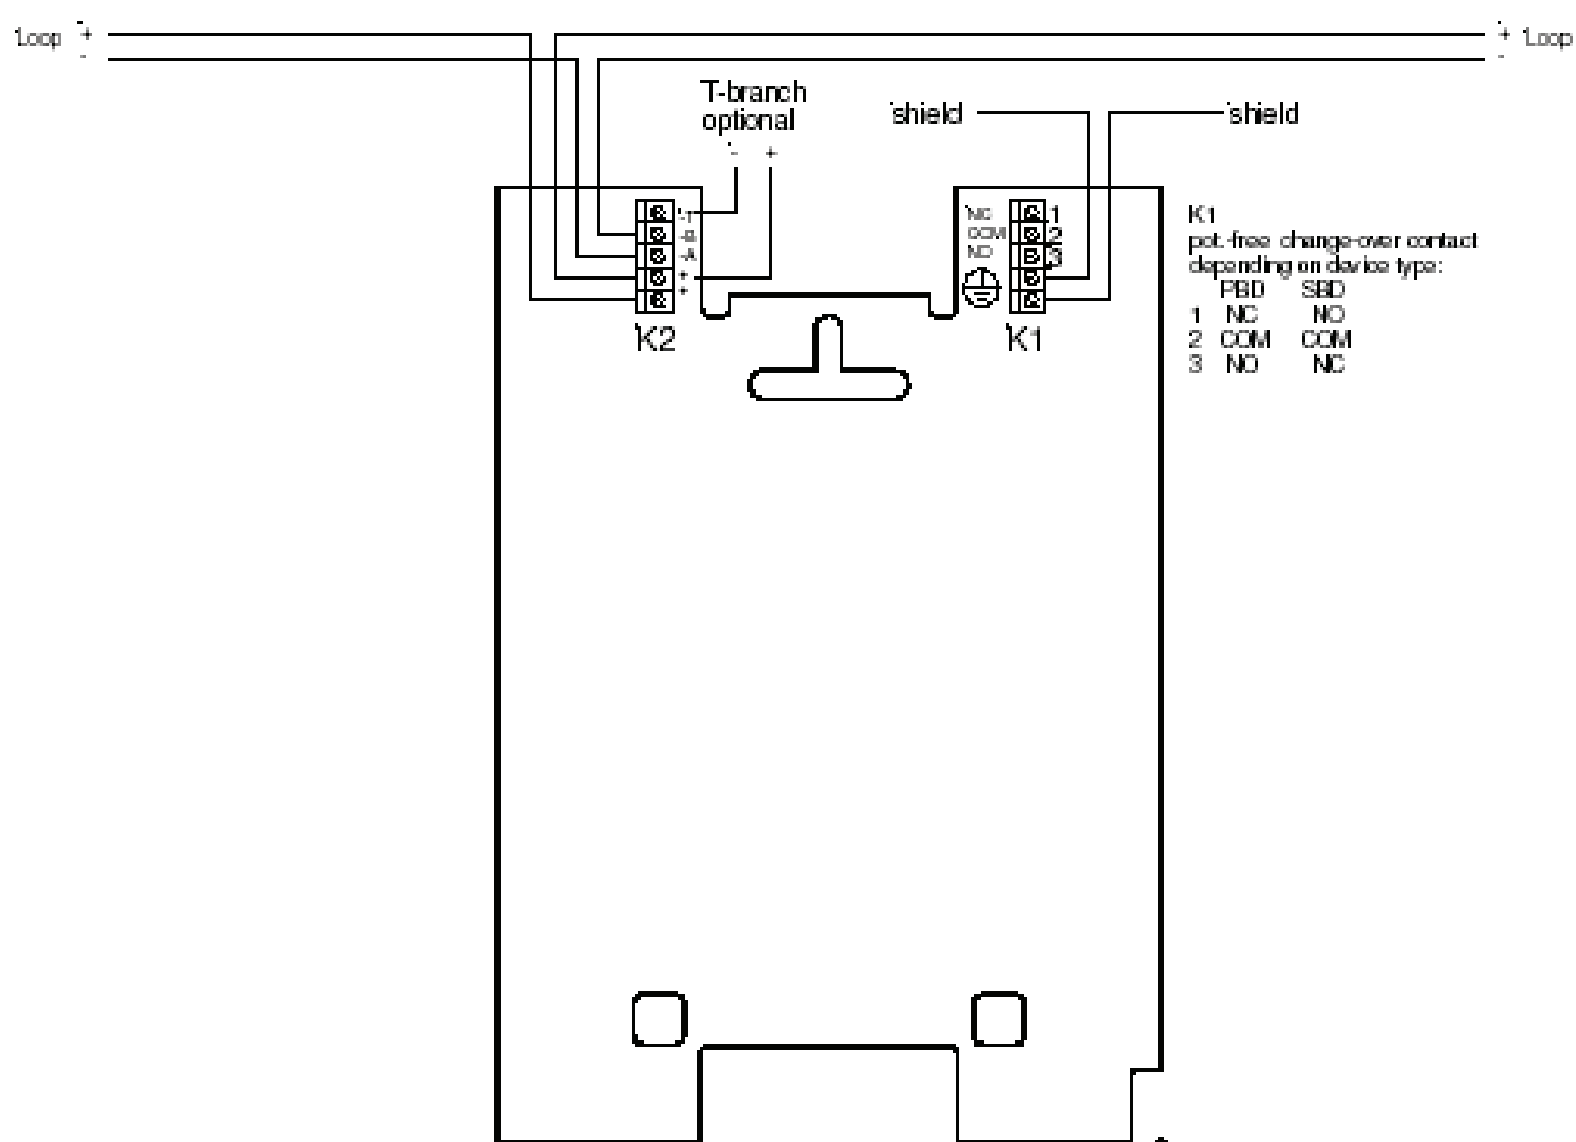 Loop +
-
+ Loop
-
T-branch
optional
- +
shield
shield
-T
-B
-A
+
+
K2
NC 1
COM 2
NO 3
K1
K1
pot.-free change-over contact
depending on device type:
PBD SBD
1 NC NO
2 COM COM
3 NO NC